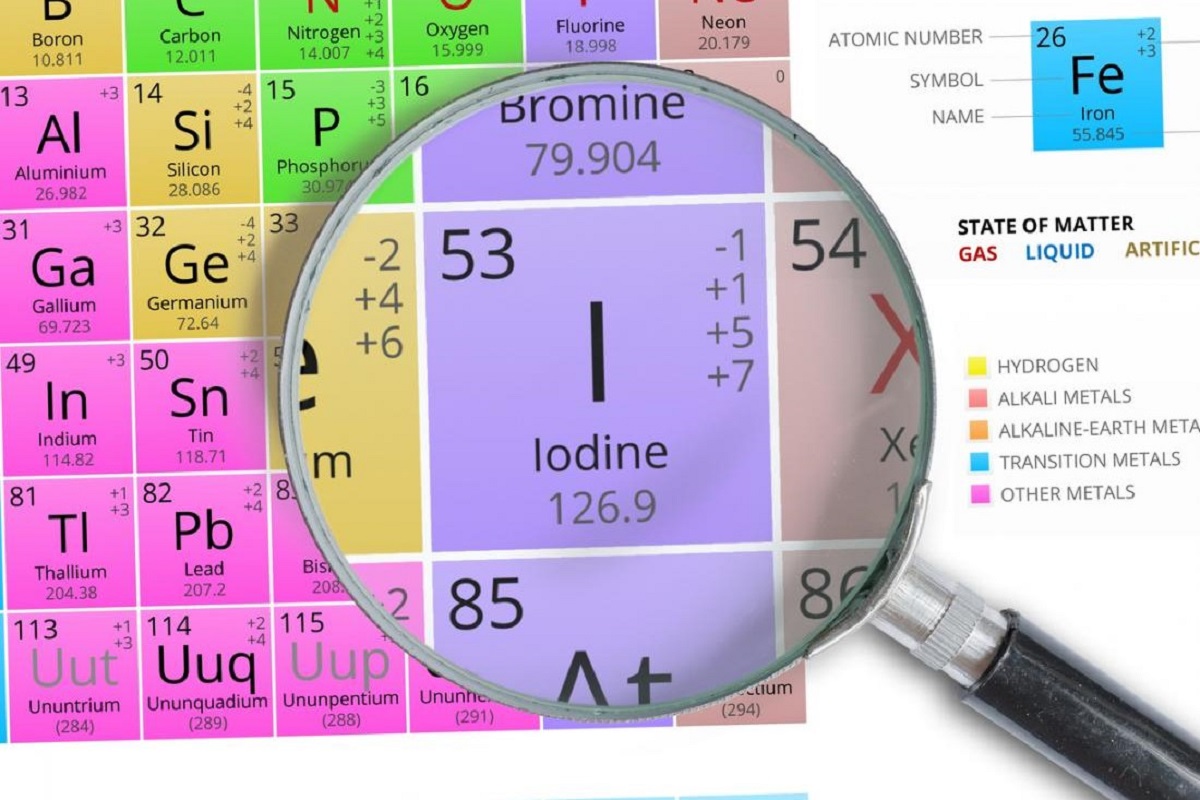 B C N +1 O F Ne
+2
Boron Carbon Nitrogen +3 Oxygen Fluorine Neon
10.811 12.011 14.007 +4 15.999 18.998 20.179
13 +3 14 -4 15 -3 16 0
+2 +3
Al Si +4 P +5
Aluminium Silicon
26.982 28.086
31 +3 32 -4 33
+2
Ga Ge +4
Gallium Germanium
69.723 72.64
49 +3 50 +2
+4
In Sn
Indium Tin
114.82 118.71
81 +1 82 +2
+3 +4
Tl Pb
Thallium Lead
204.38 207.2
113 +1 114 +2 115
+3 +4
Uut Uuq Uup
Ununtrium Ununquadium Ununpentium
(284) (289) (288) (291) (294)
Bromine
79.904
-2 53 -1 54
+4 +1
+6 I +5 X
+7
m Iodine Xe
126.9
-2 85 86
At
ATOMIC NUMBER 26 +2
+3
SYMBOL Fe
NAME Iron
55.845
STATE OF MATTER
GAS LIQUID ARTIFIC
HYDROGEN
ALKALI METALS
ALKALINE-EARTH META
TRANSITION METALS
OTHER METALS